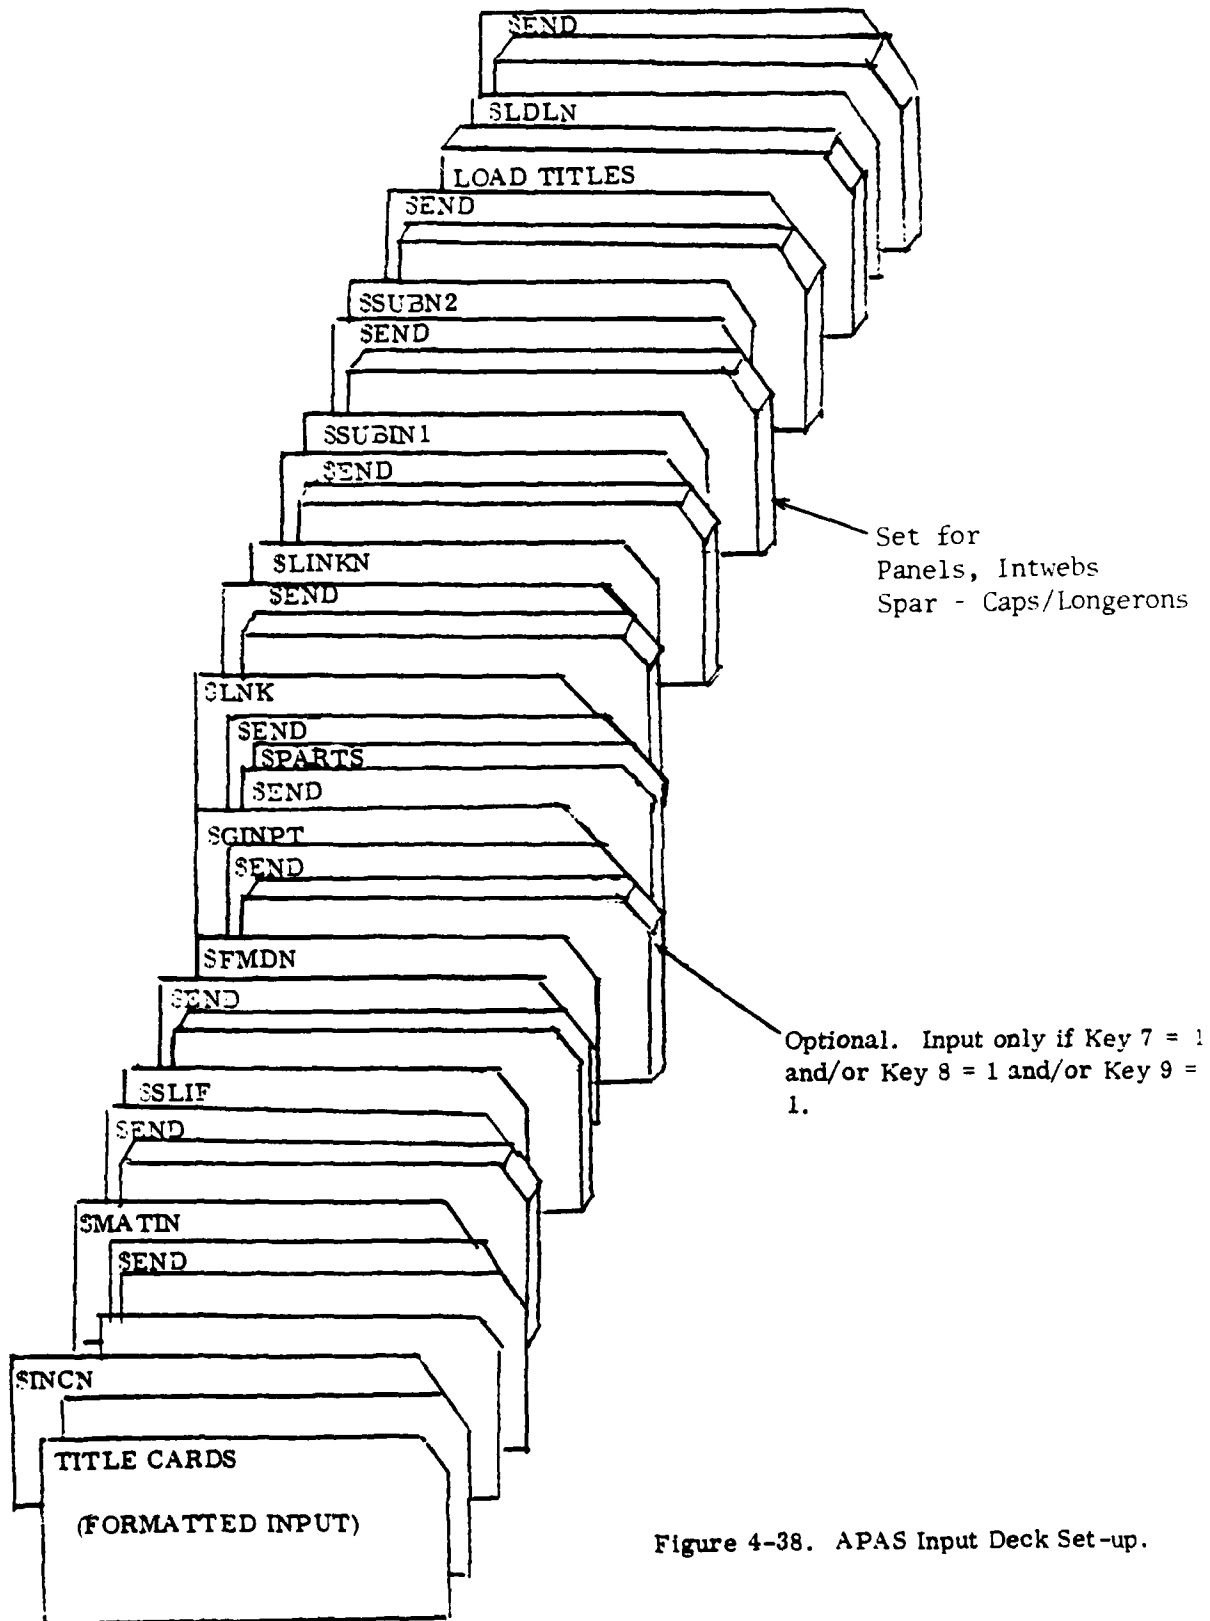 $END
$LDLN
LOAD TITLES
$END
$SUBN2
$END
$SUBIN1
$END
$LINKN
$END
Set for
Panels, Intwebs
Spar - Caps/Longerons
$LNK
$END
$PARTS
$END
$GINPT
$END
$FMDN
$END
Optional. Input only if Key 7 = 1
and/or Key 8 = 1 and/or Key 9 =
1.
$SLIF
$END
$MATIN
$END
$INCN
TITLE CARDS
(FORMATTED INPUT)
Figure 4-38. APAS Input Deck Set-up.